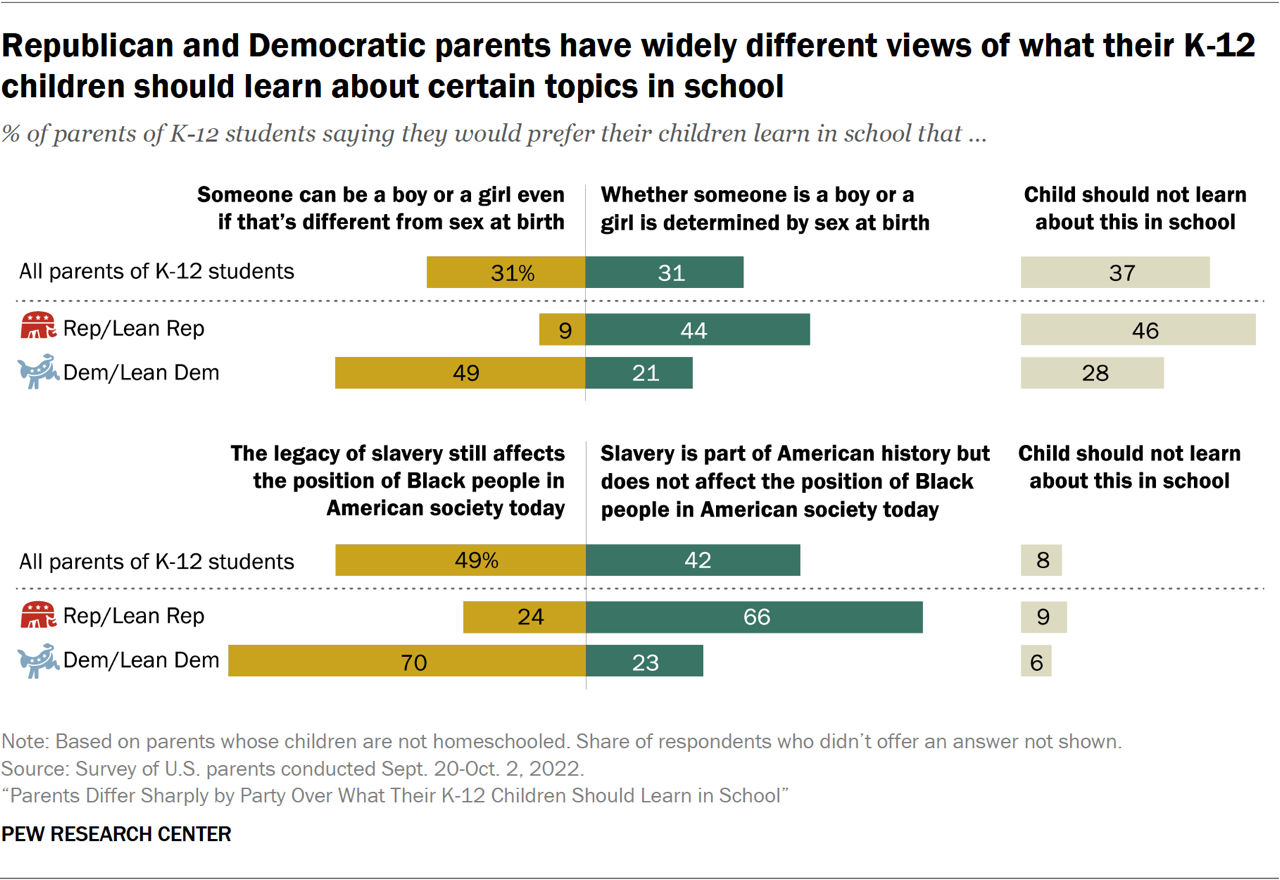 Republican and Democratic parents have widely different views of what their K-12
children should learn about certain topics in school
% of parents of K-12 students saying they would prefer their children learn in school that ...
Someone can be a boy or a girl even
if that’s different from sex at birth
Whether someone is a boy or a
girl is determined by sex at birth
Child should not learn
about this in school
All parents of K-12 students 31% 31 37
Rep/Lean Rep 9 44 46
Dem/Lean Dem 49 21 28
The legacy of slavery still affects
the position of Black people in
American society today
Slavery is part of American history but
does not affect the position of Black
people in American society today
Child should not learn
about this in school
All parents of K-12 students 49% 42 8
Rep/Lean Rep 24 66 9
Dem/Lean Dem 70 23 6
Note: Based on parents whose children are not homeschooled. Share of respondents who didn’t offer an answer not shown.
Source: Survey of U.S. parents conducted Sept. 20-Oct. 2, 2022.
“Parents Differ Sharply by Party Over What Their K-12 Children Should Learn in School”
PEW RESEARCH CENTER